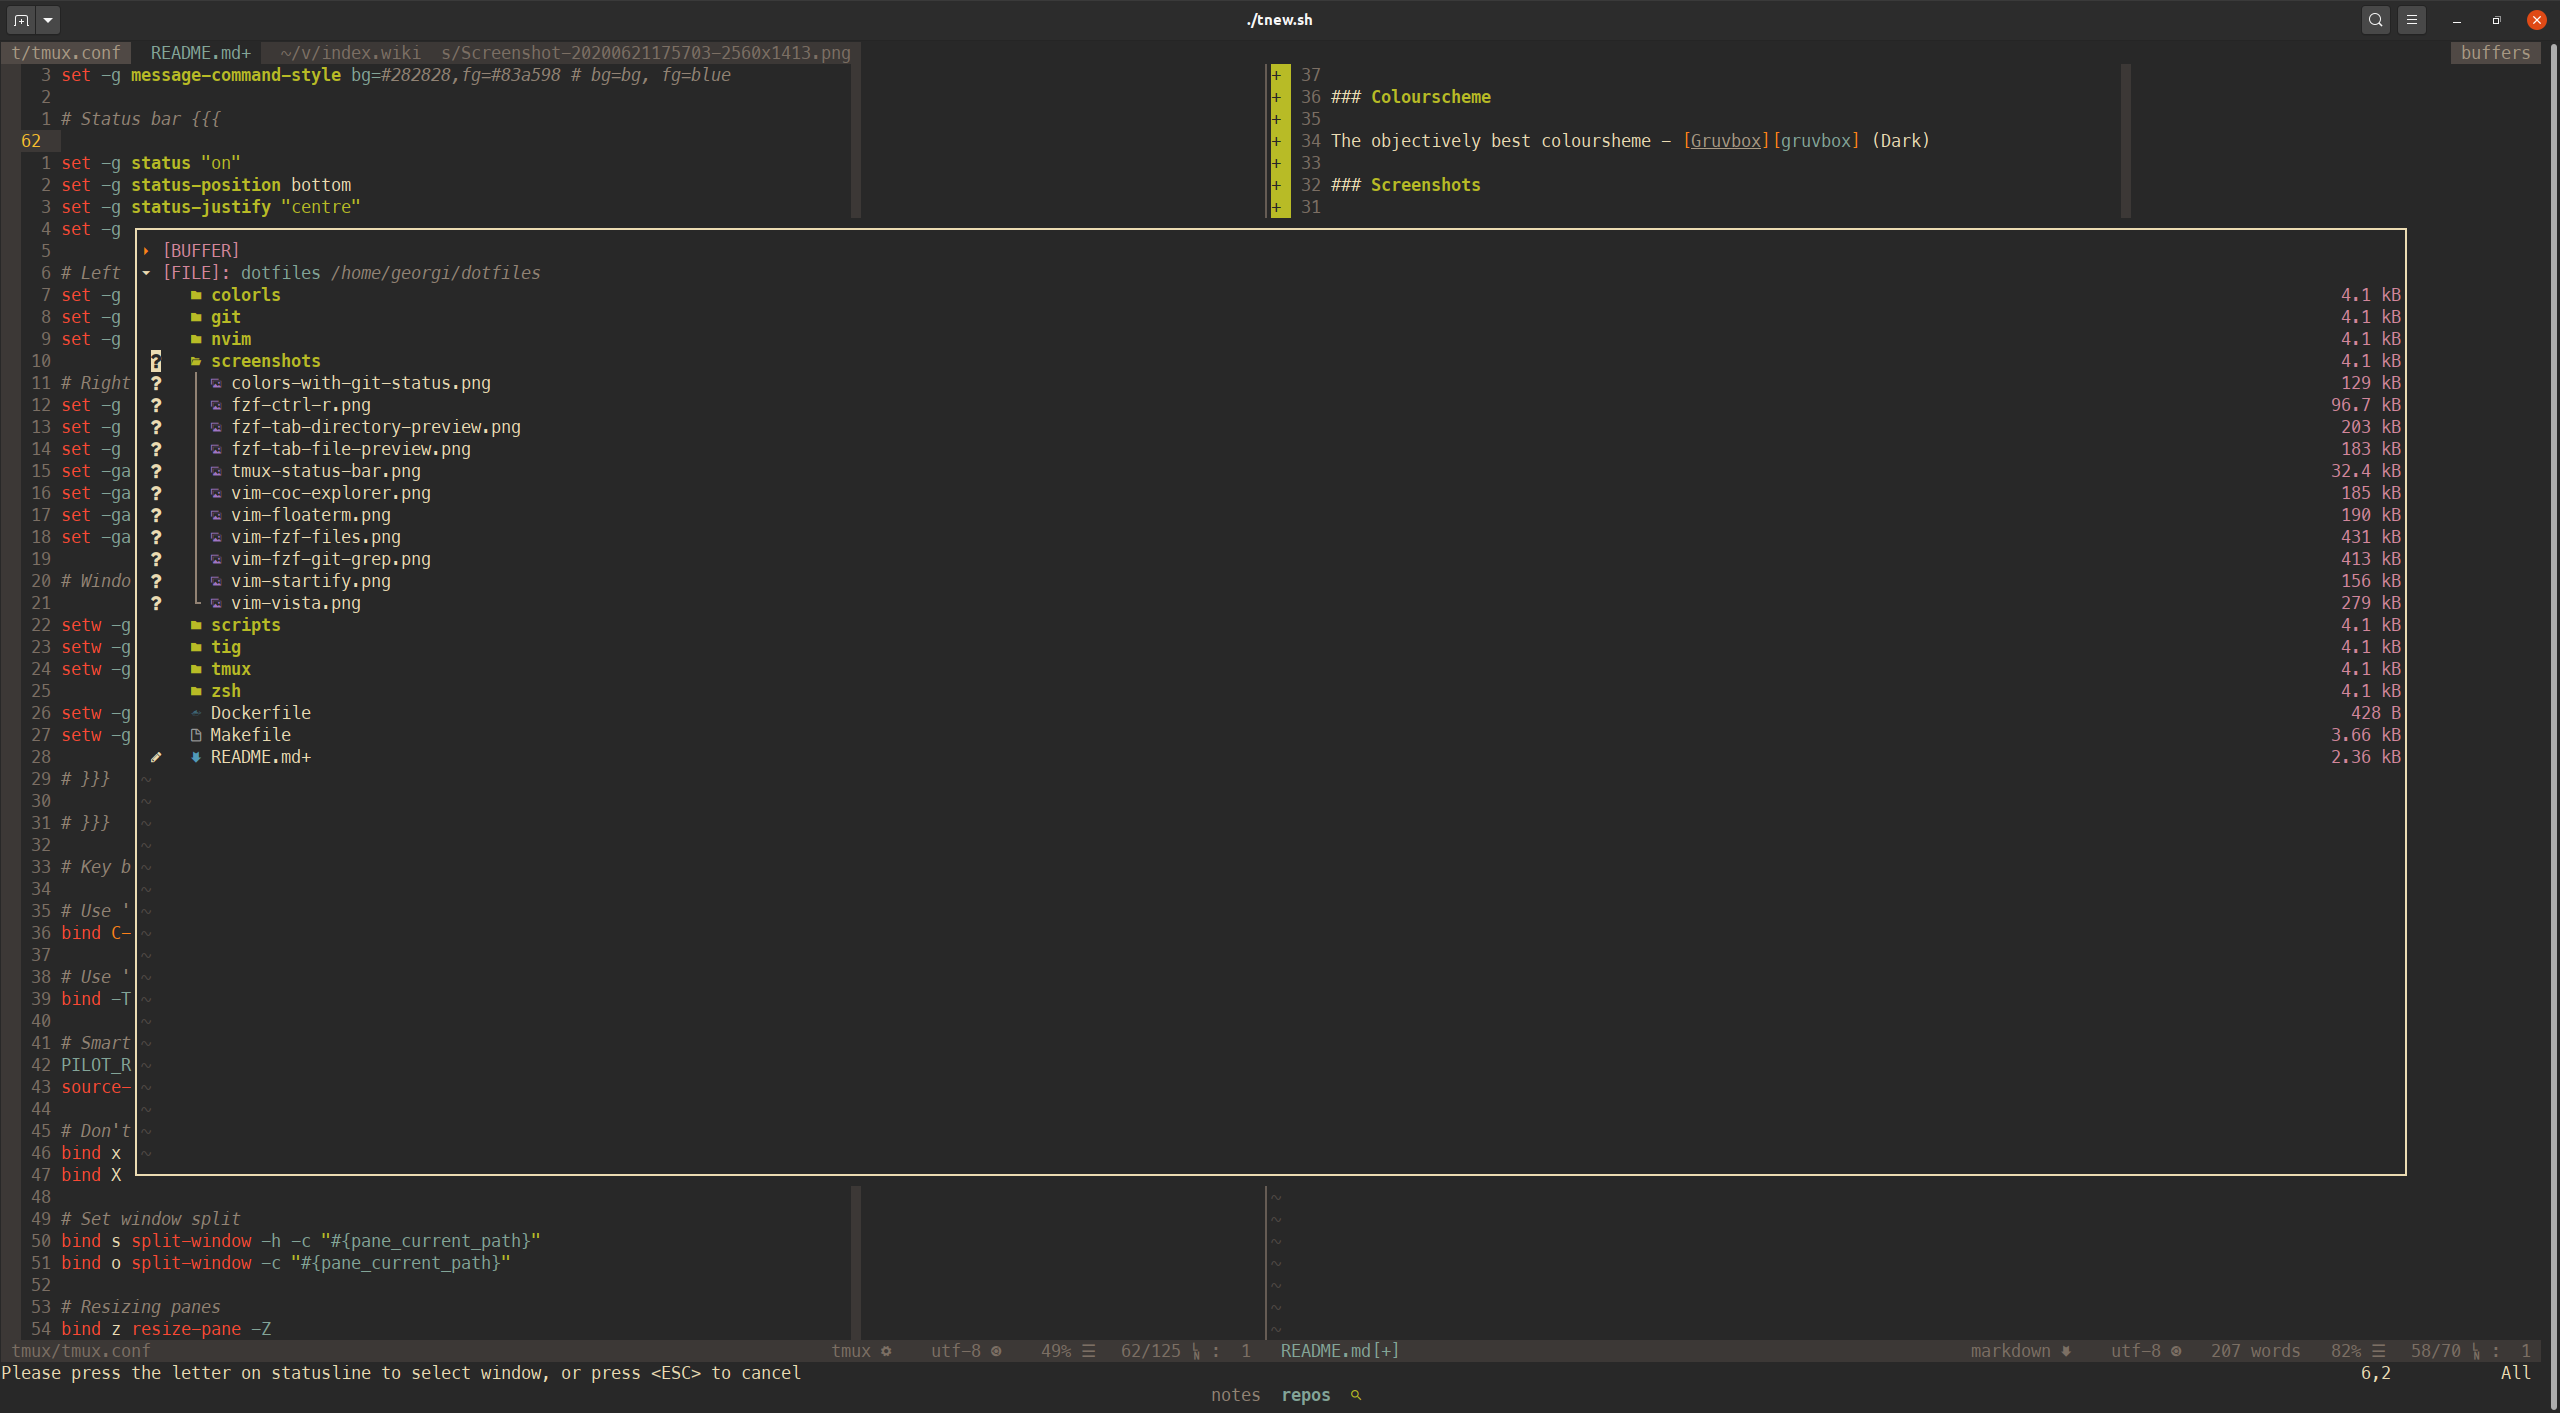 ./tnew.sh
t/tmux.conf README.md+ ~/v/index.wiki s/Screenshot-20200621175703-2560x1413.png buffers
3 set -g message-command-style bg=#282828,fg=#83a598 # bg=bg, fg=blue
2
1 # Status bar {{{
62
1 set -g status "on"
2 set -g status-position bottom
3 set -g status-justify "centre"
+ 37
+ 36 ### Colourscheme
+ 35
+ 34 The objectively best coloursheme - [Gruvbox][gruvbox] (Dark)
+ 33
+ 32 ### Screenshots
+ 31
4 set -g
5
6 # Left
7 set -g
8 set -g
9 set -g
10
11 # Right
12 set -g
13 set -g
14 set -g
15 set -ga
16 set -ga
17 set -ga
18 set -ga
19
20 # Windo
21
22 setw -g
23 setw -g
24 setw -g
25
26 setw -g
27 setw -g
28
29 # }}}
30
31 # }}}
32
33 # Key b
34
35 # Use '
36 bind C-
37
38 # Use '
39 bind -T
40
41 # Smart
42 PILOT_R
43 source-
44
45 # Don't
46 bind x
47 bind X
[BUFFER]
[FILE]: dotfiles /home/georgi/dotfiles
colorls 4.1 kB
git 4.1 kB
nvim 4.1 kB
? screenshots 4.1 kB
? colors-with-git-status.png 129 kB
? fzf-ctrl-r.png 96.7 kB
? fzf-tab-directory-preview.png 203 kB
? fzf-tab-file-preview.png 183 kB
? tmux-status-bar.png 32.4 kB
? vim-coc-explorer.png 185 kB
? vim-floaterm.png 190 kB
? vim-fzf-files.png 431 kB
? vim-fzf-git-grep.png 413 kB
? vim-startify.png 156 kB
? vim-vista.png 279 kB
scripts 4.1 kB
tig 4.1 kB
tmux 4.1 kB
zsh 4.1 kB
Dockerfile 428 B
Makefile 3.66 kB
README.md+ 2.36 kB
48
49 # Set window split
50 bind s split-window -h -c "#{pane_current_path}"
51 bind o split-window -c "#{pane_current_path}"
52
53 # Resizing panes
54 bind z resize-pane -Z
tmux/tmux.conf tmux utf-8 49% ☰ 62/125 : 1 README.md[+] markdown utf-8 207 words 82% ☰ 58/70 : 1
Please press the letter on statusline to select window, or press <ESC> to cancel 6,2 All
notes repos